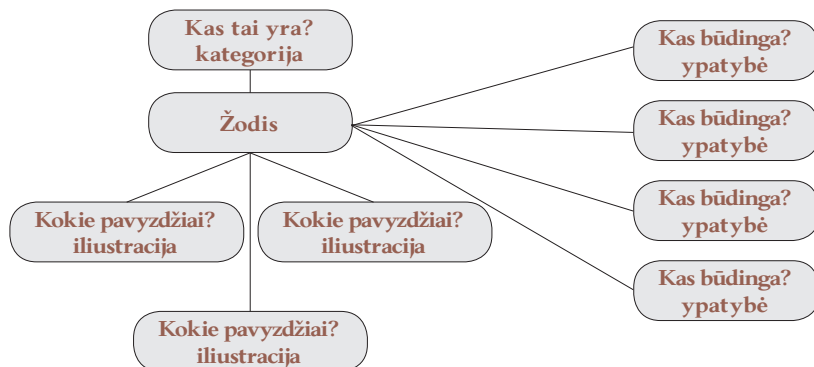 Kas tai yra?
kategorija
Žodis
Kokie pavyzdžiai?
iliustracija
Kokie pavyzdžiai?
iliustracija
Kokie pavyzdžiai?
iliustracija
Kas būdinga?
ypatybė
Kas būdinga?
ypatybė
Kas būdinga?
ypatybė
Kas būdinga?
ypatybė